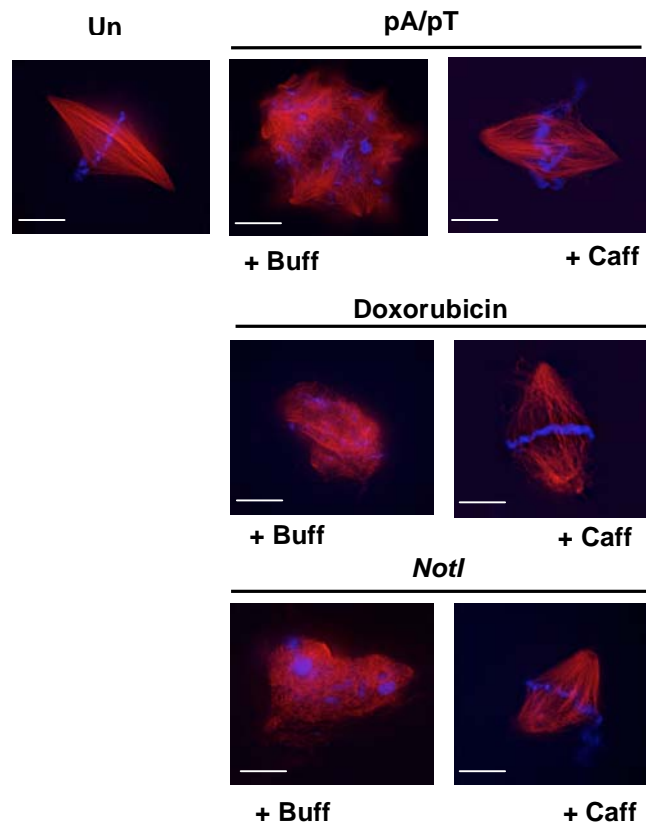 Un
pA/pT
+ Buff
+ Caff
Doxorubicin
+ Buff
+ Caff
NotI
+ Buff
+ Caff